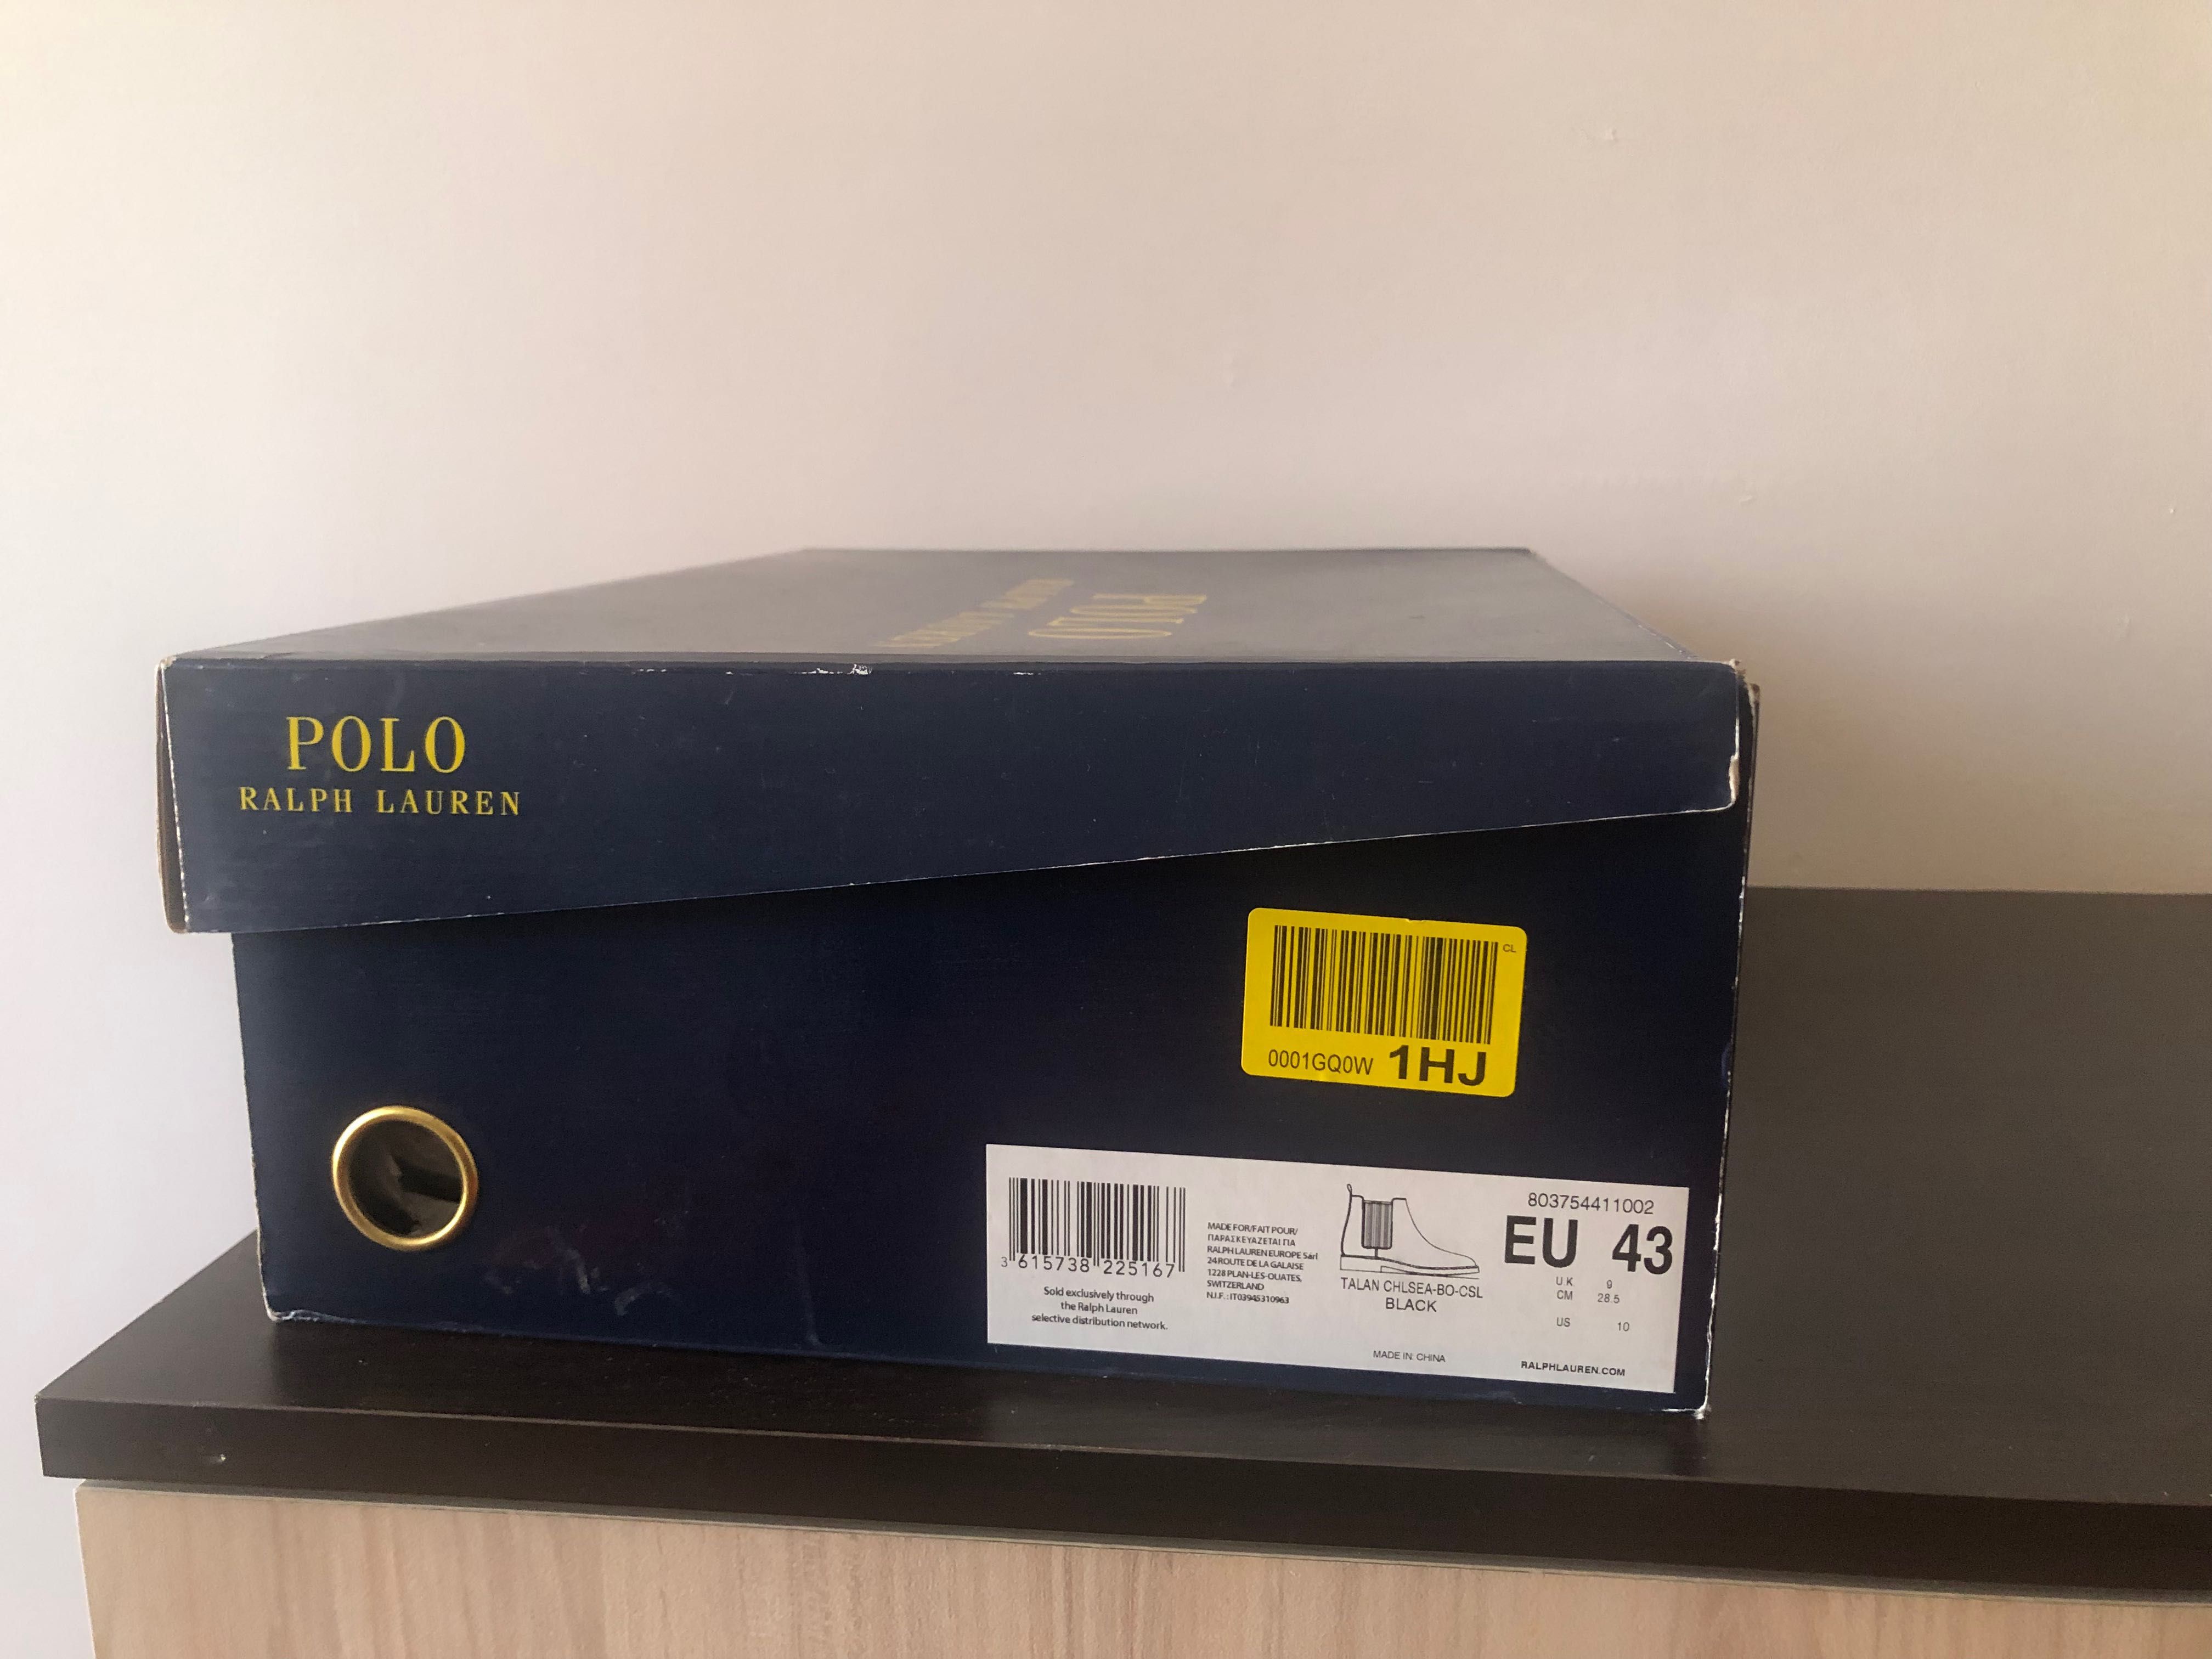 RALPH LAUREN
POLO
POLO
RALPH LAUREN
CL
0001GQ0W 1HJ
3 615738 225167
Sold exclusively through
the Ralph Lauren
selective distribution network.
MADE FOR/FAIT POUR/
ΠΑΡΑΣΚΕΥΑΖΕΤΑΙ ΓΙΑ
RALPH LAUREN EUROPE Sàrl
24 ROUTE DE LA GALAISE
1228 PLAN-LES-OUATES,
SWITZERLAND
N.I.F.: IT03945310963
TALAN CHLSEA-BO-CSL
BLACK
MADE IN: CHINA
803754411002
EU 43
UK 9
CM 28.5
US 10
RALPHLAUREN.COM